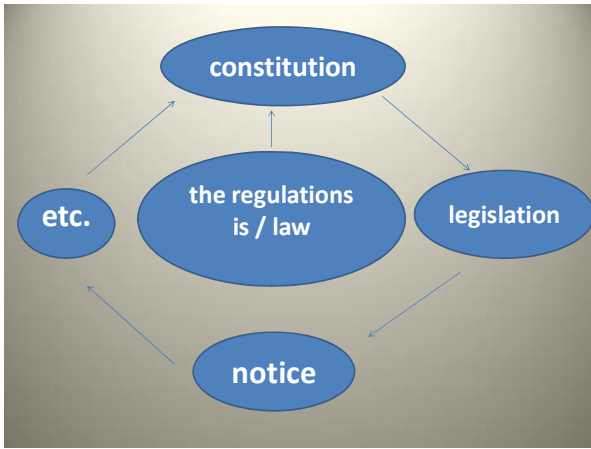 constitution
the regulations
is / law
etc.
legislation
notice